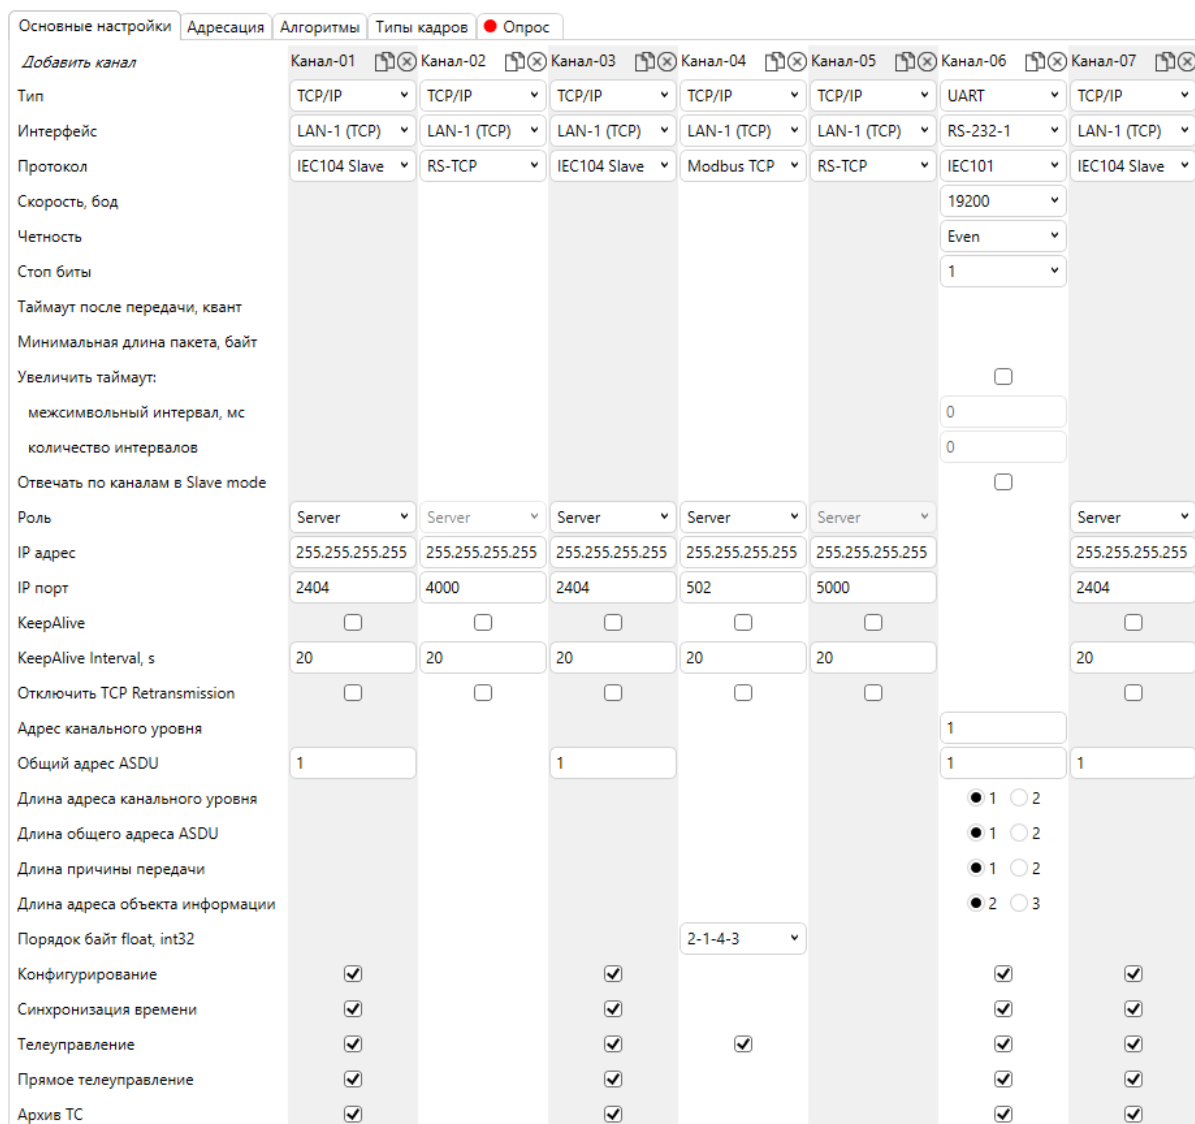 Основные настройки Адресация Алгоритмы Типы кадров Опрос
Добавить канал Канал-01 Канал-02 Канал-03 Канал-04 Канал-05 Канал-06 Канал-07
Тип TCP/IP TCP/IP TCP/IP TCP/IP TCP/IP UART TCP/IP
Интерфейс LAN-1 (TCP) LAN-1 (TCP) LAN-1 (TCP) LAN-1 (TCP) LAN-1 (TCP) RS-232-1 LAN-1 (TCP)
Протокол IEC104 Slave RS-TCP IEC104 Slave Modbus TCP RS-TCP IEC101 IEC104 Slave
Скорость, бод 19200
Четность Even
Стоп биты 1
Таймаут после передачи, квант
Минимальная длина пакета, байт
Увеличить таймаут:
межсимвольный интервал, мс 0
количество интервалов 0
Отвечать по каналам в Slave mode
Роль Server Server Server Server Server Server
IP адрес 255.255.255.255 255.255.255.255 255.255.255.255 255.255.255.255 255.255.255.255 255.255.255.255
IP порт 2404 4000 2404 502 5000 2404
KeepAlive
KeepAlive Interval, s 20 20 20 20 20 20
Отключить TCP Retransmission
Адрес канального уровня 1
Общий адрес ASDU 1 1 1 1
Длина адреса канального уровня 1 2
Длина общего адреса ASDU 1 2
Длина причины передачи 1 2
Длина адреса объекта информации 2 3
Порядок байт float, int32 2-1-4-3
Конфигурирование
Синхронизация времени
Телеуправление
Прямое телеуправление
Архив ТС